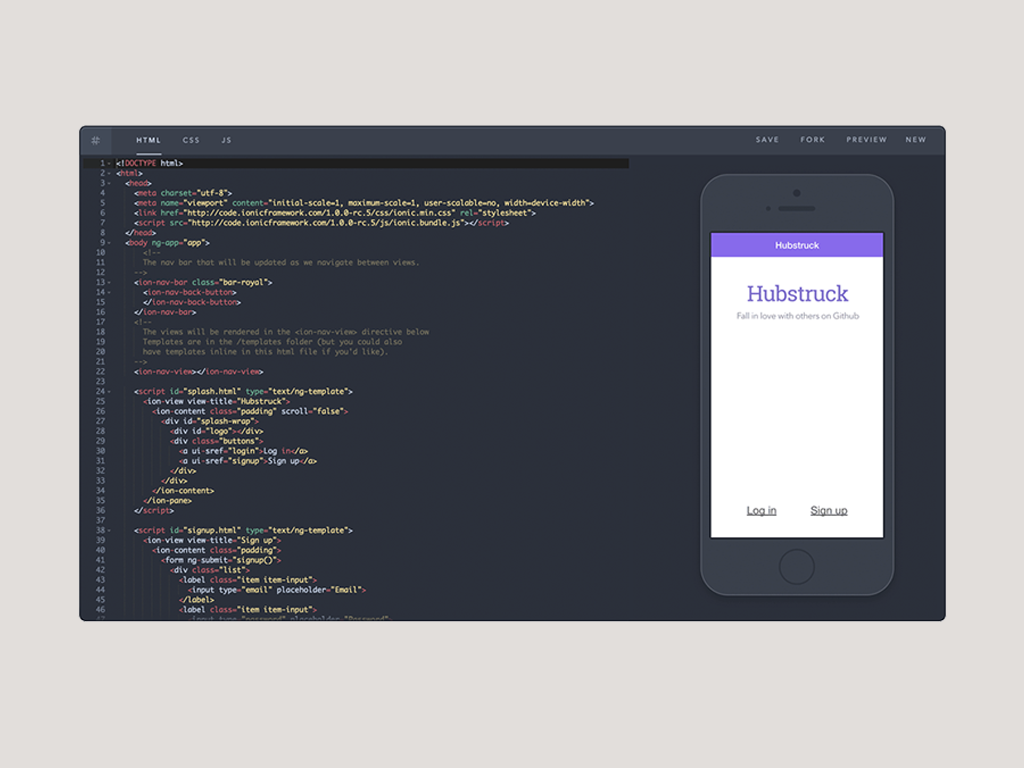 # HTML CSS JS SAVE FORK PREVIEW NEW
1 <!DOCTYPE html>
2 <html>
3 <head>
4 <meta charset="utf-8">
5 <meta name="viewport" content="initial-scale=1, maximum-scale=1, user-scalable=no, width=device-width">
6 <link href="http://code.ionicframework.com/1.0.0-rc.5/css/ionic.min.css" rel="stylesheet">
7 <script src="http://code.ionicframework.com/1.0.0-rc.5/js/ionic.bundle.js"></script>
8 </head>
9 <body ng-app="app">
10 <!--
11 The nav bar that will be updated as we navigate between views.
12 -->
13 <ion-nav-bar class="bar-royal">
14 <ion-nav-back-button>
15 </ion-nav-back-button>
16 </ion-nav-bar>
17 <!--
18 The views will be rendered in the <ion-nav-view> directive below
19 Templates are in the /templates folder (but you could also
20 have templates inline in this html file if you'd like).
21 -->
22 <ion-nav-view></ion-nav-view>
23
24 <script id="splash.html" type="text/ng-template">
25 <ion-view view-title="Hubstruck">
26 <ion-content class="padding" scroll="false">
27 <div id="splash-wrap">
28 <div id="logo"></div>
29 <div class="buttons">
30 <a ui-sref="login">Log in</a>
31 <a ui-sref="signup">Sign up</a>
32 </div>
33 </div>
34 </ion-content>
35 </ion-pane>
36 </script>
37
38 <script id="signup.html" type="text/ng-template">
39 <ion-view view-title="Sign up">
40 <ion-content class="padding">
41 <form ng-submit="signup()">
42 <div class="list">
43 <label class="item item-input">
44 <input type="email" placeholder="Email">
45 </label>
46 <label class="item item-input">
47 <input type="password" placeholder="Password"
Hubstruck
Hubstruck
Fall in love with others on Github
Log in Sign up